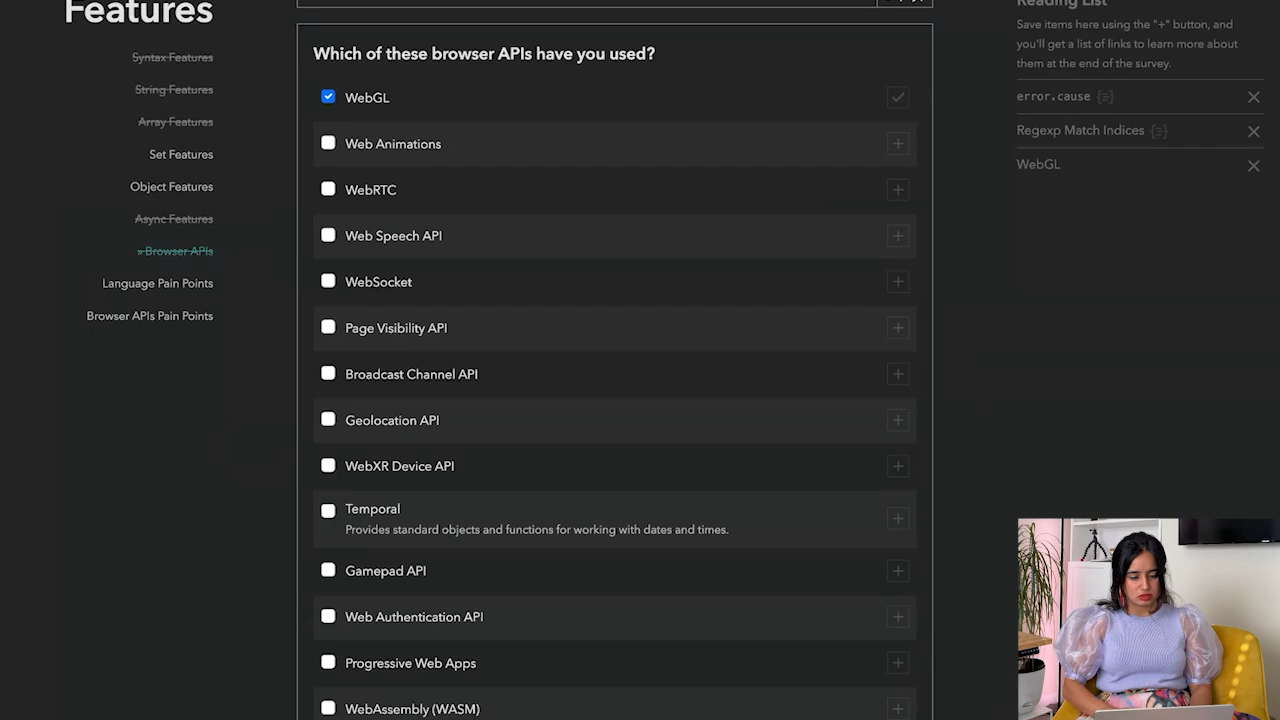 Features
Syntax Features
String Features
Array Features
Set Features
Object Features
Async Features
» Browser APIs
Language Pain Points
Browser APIs Pain Points
Which of these browser APIs have you used?
WebGL
Web Animations
WebRTC
Web Speech API
WebSocket
Page Visibility API
Broadcast Channel API
Geolocation API
WebXR Device API
Temporal
Provides standard objects and functions for working with dates and times.
Gamepad API
Web Authentication API
Progressive Web Apps
WebAssembly (WASM)
Reading List
Save items here using the "+" button, and
you'll get a list of links to learn more about
them at the end of the survey.
error.cause {=}
Regexp Match Indices {=}
WebGL